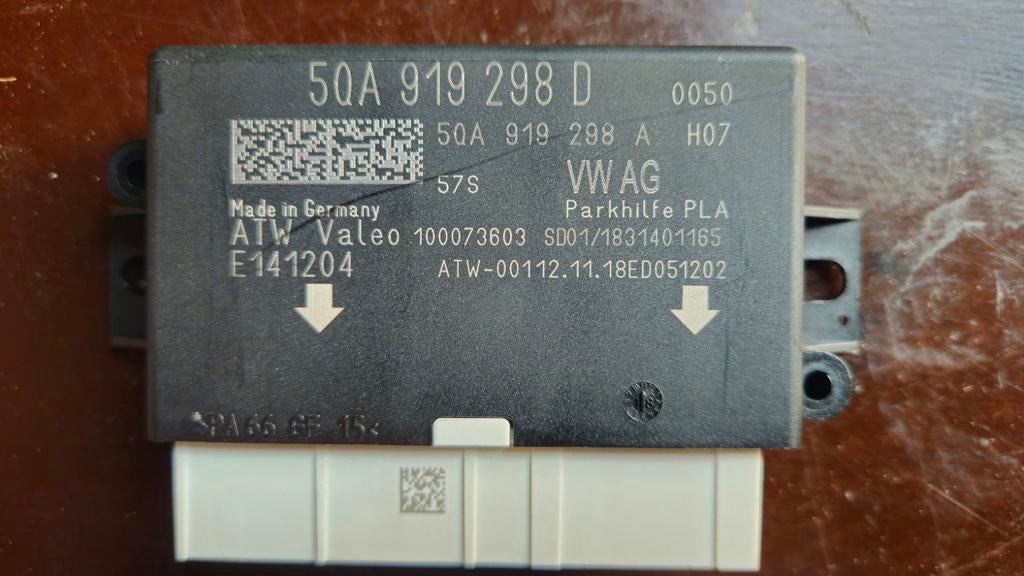 5QA 919 298 D 0050
5QA 919 298 A H07
57S VW AG
Made in Germany Parkhilfe PLA
ATW Valeo 100073603 SD01/1831401165
E141204 ATW-00112.11.18ED051202
>PA66 GF 15<